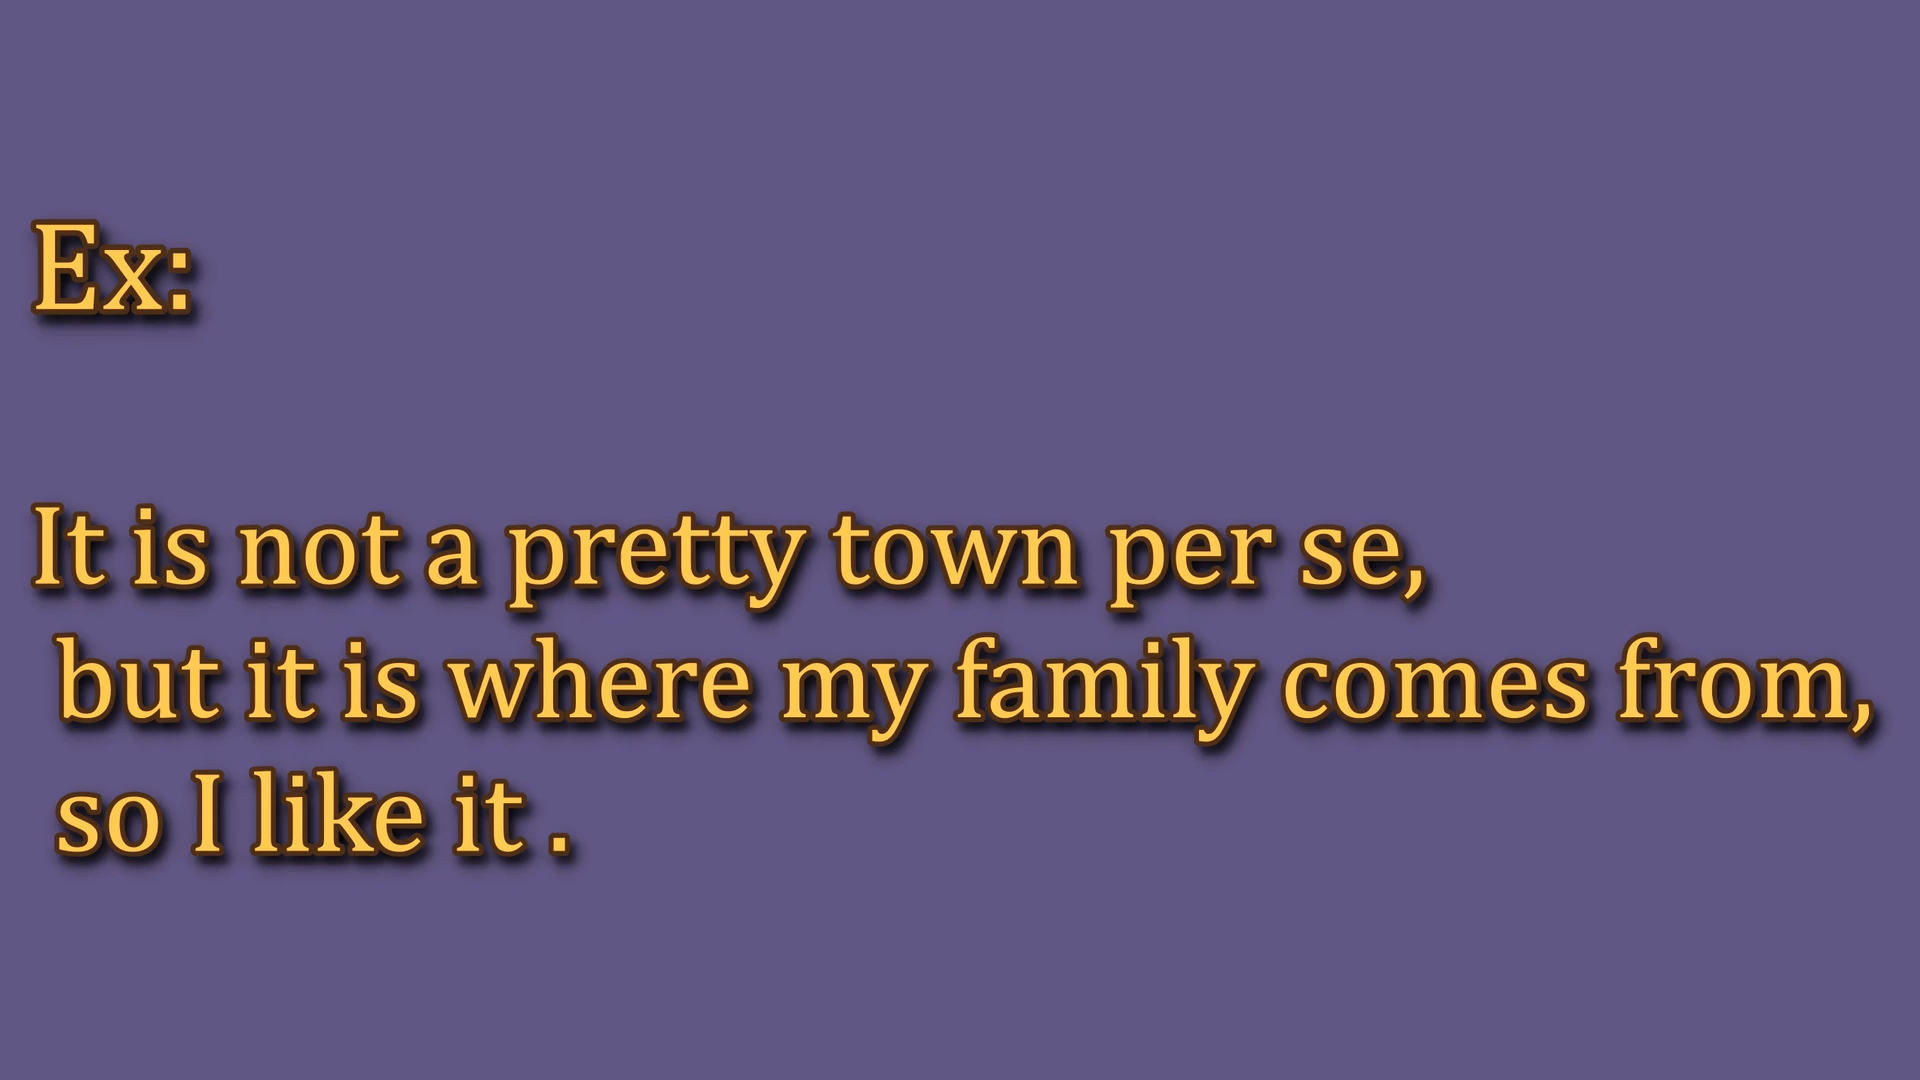 Ex:
It is not a pretty town per se,
but it is where my family comes from,
so I like it .